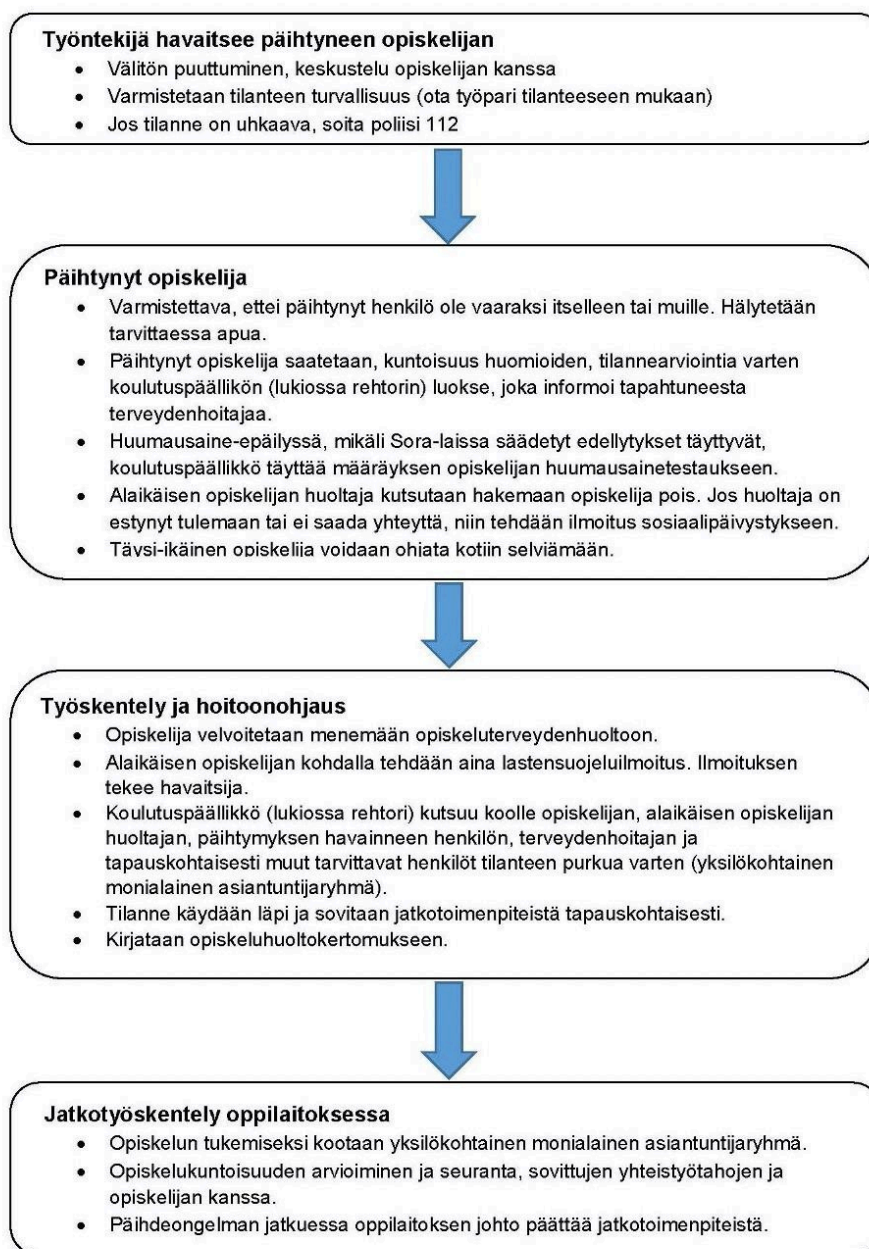 Työntekijä havaitsee päihtyneen opiskelijan
• Välitön puuttuminen, keskustelu opiskelijan kanssa
• Varmistetaan tilanteen turvallisuus (ota työpari tilanteeseen mukaan)
• Jos tilanne on uhkaava, soita poliisi 112
Päihtynyt opiskelija
• Varmistettava, ettei päihtynyt henkilö ole vaaraksi itselleen tai muille. Hälytetään
tarvittaessa apua.
• Päihtynyt opiskelija saatetaan, kuntoisuus huomioiden, tilannearviointia varten
koulutuspäällikön (lukiossa rehtorin) luokse, joka informoi tapahtuneesta
terveydenhoitajaa.
• Huumausaine-epäilyssä, mikäli Sora-laissa säädetyt edellytykset täyttyvät,
koulutuspäällikkö täyttää määräyksen opiskelijan huumausainetestaukseen.
• Alaikäisen opiskelijan huoltaja kutsutaan hakemaan opiskelija pois. Jos huoltaja on
estynyt tulemaan tai ei saada yhteyttä, niin tehdään ilmoitus sosiaalipäivystykseen.
• Täysi-ikäinen opiskelija voidaan ohjata kotiin selviämään.
Työskentely ja hoitoonohjaus
• Opiskelija velvoitetaan menemään opiskeluterveydenhuoltoon.
• Alaikäisen opiskelijan kohdalla tehdään aina lastensuojeluilmoitus. Ilmoituksen
tekee havaitsija.
• Koulutuspäällikkö (lukiossa rehtori) kutsuu koolle opiskelijan, alaikäisen opiskelijan
huoltajan, päihtymyksen havainneen henkilön, terveydenhoitajan ja
tapauskohtaisesti muut tarvittavat henkilöt tilanteen purkua varten (yksilökohtainen
monialainen asiantuntijaryhmä).
• Tilanne käydään läpi ja sovitaan jatkotoimenpiteistä tapauskohtaisesti.
• Kirjataan opiskeluhuoltokertomukseen.
Jatkotyöskentely oppilaitoksessa
• Opiskelun tukemiseksi kootaan yksilökohtainen monialainen asiantuntijaryhmä.
• Opiskelukuntoisuuden arvioiminen ja seuranta, sovittujen yhteistyötahojen ja
opiskelijan kanssa.
• Päihdeongelman jatkuessa oppilaitoksen johto päättää jatkotoimenpiteistä.